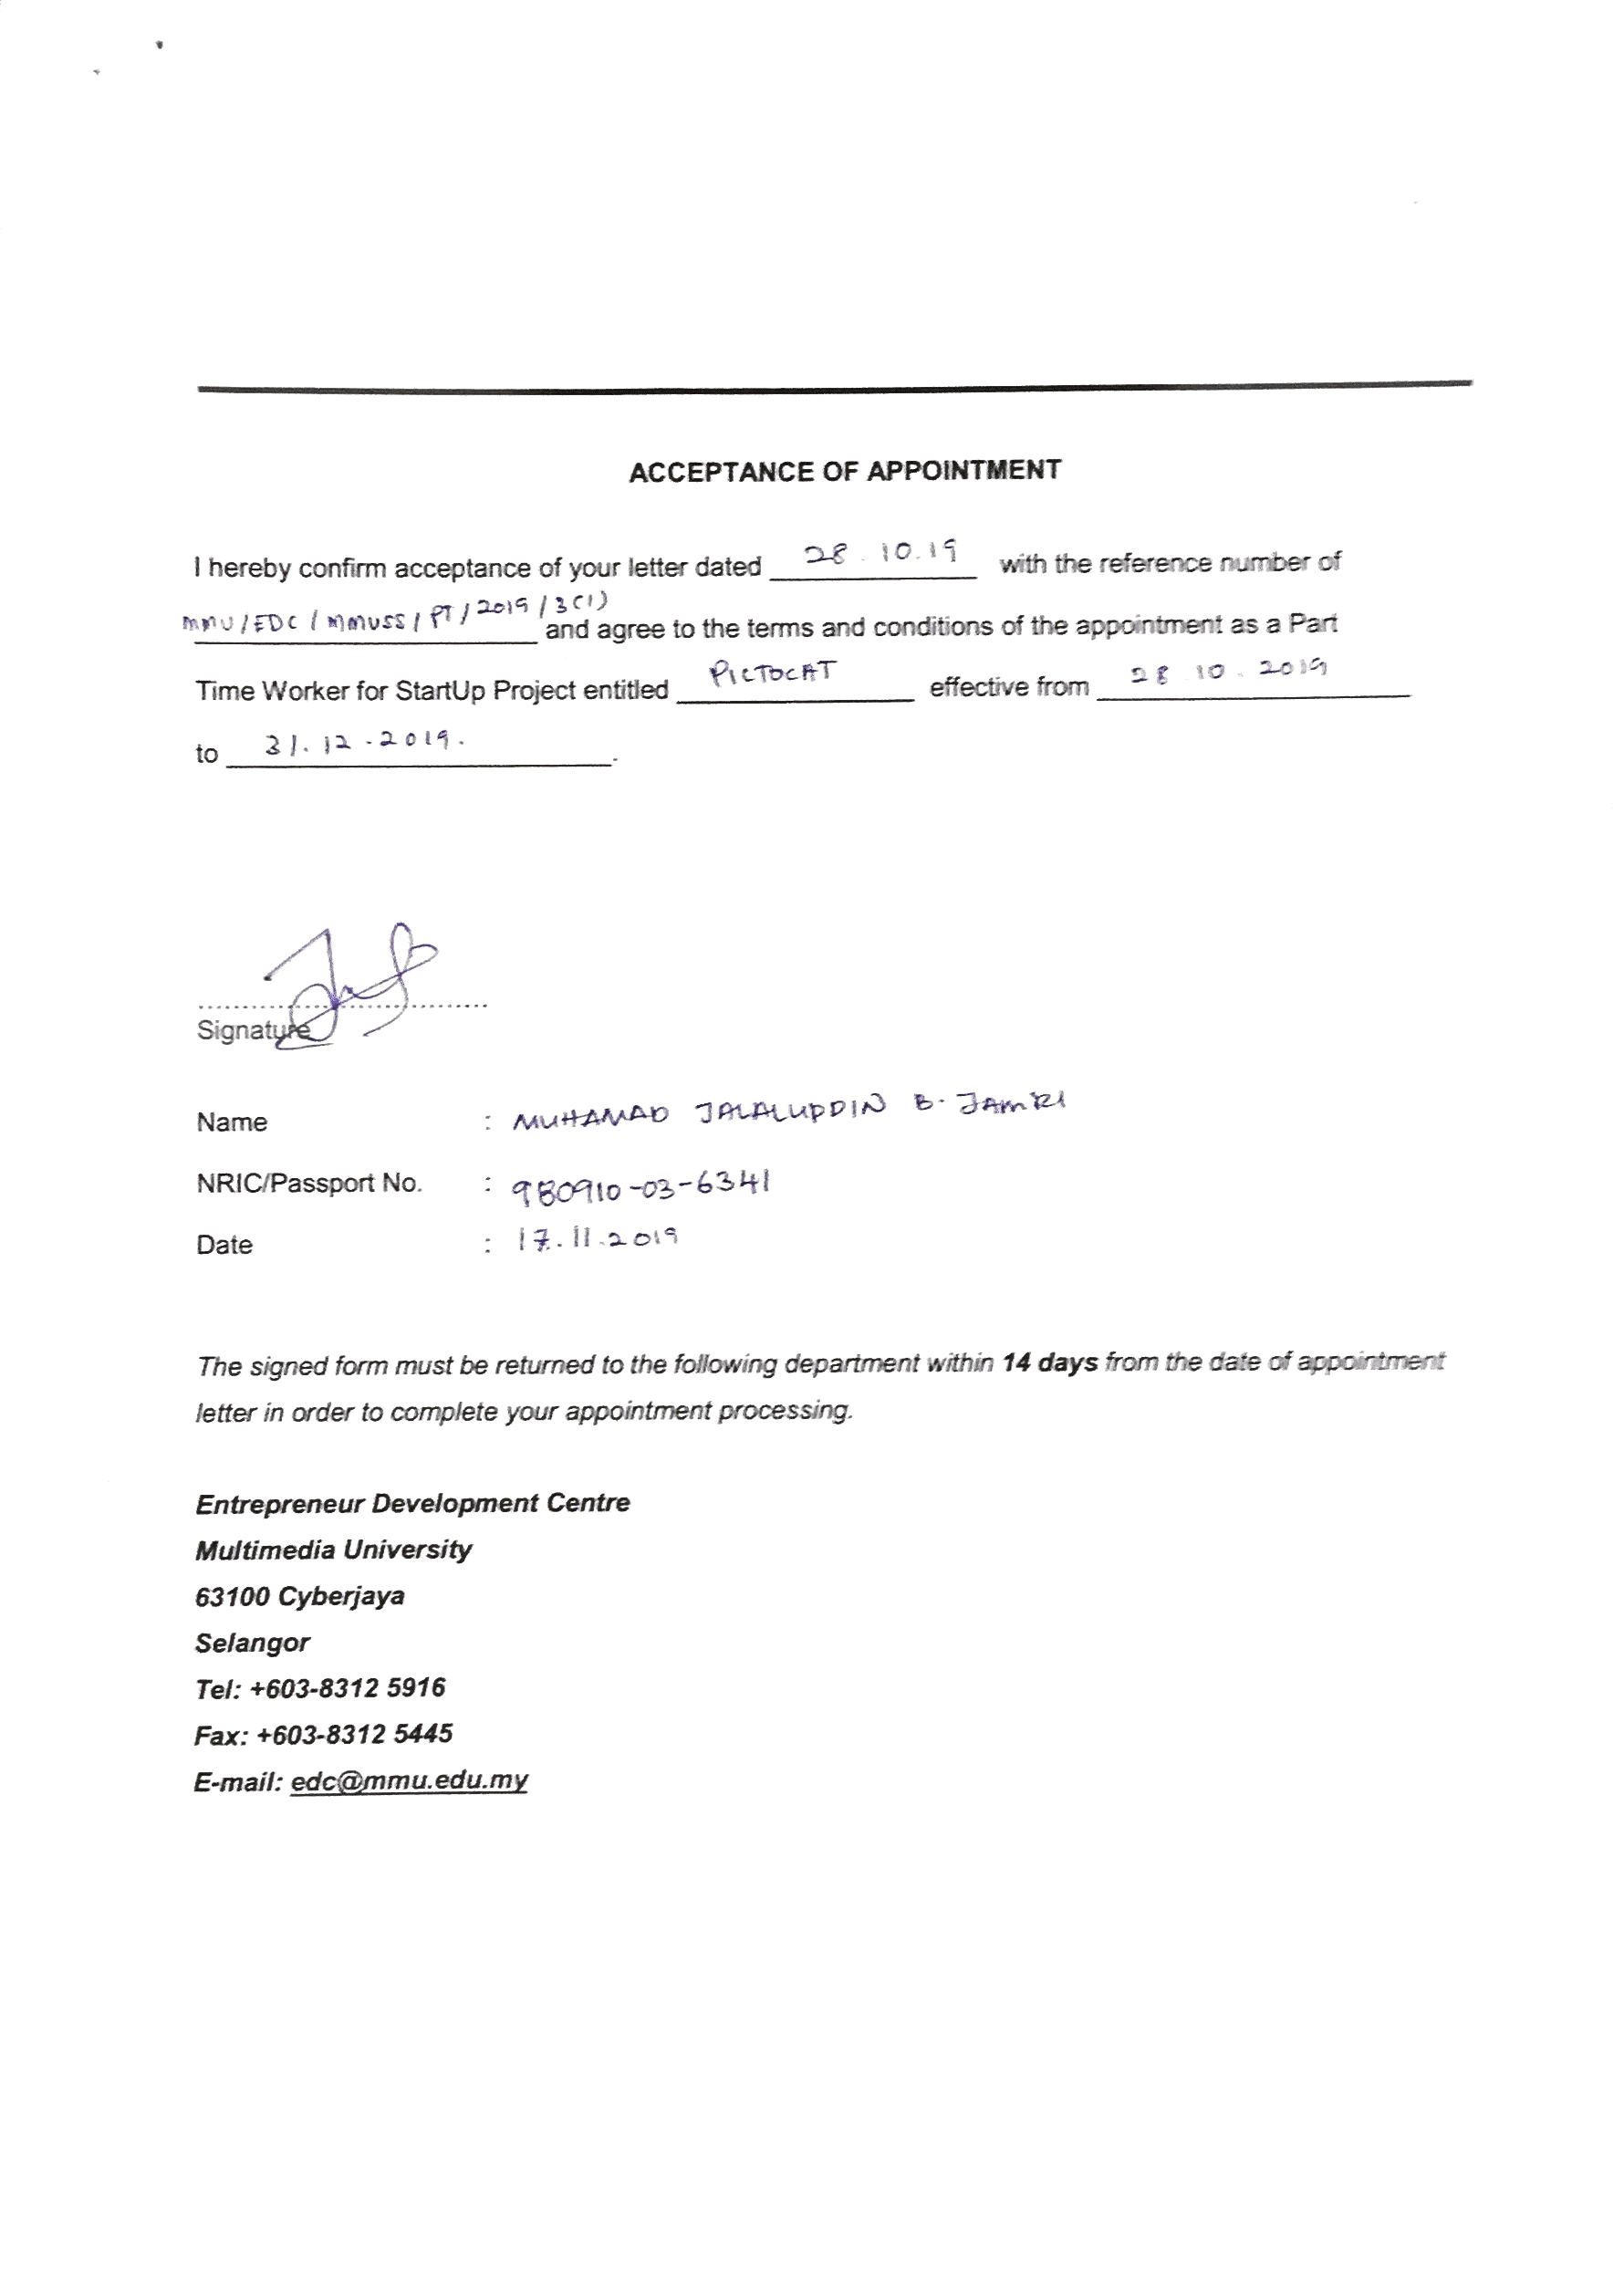 ACCEPTANCE OF APPOINTMENT
I hereby confirm acceptance of your letter dated 28.10.19 with the reference number of
MMU/EDC/MMUSS/PT/2019/3(1) and agree to the terms and conditions of the appointment as a Part
Time Worker for StartUp Project entitled PICTOCAT effective from 28.10.2019
to 31.12.2019.
Signature
Name : MUHAMAD JALALUDDIN B. JAMRI
NRIC/Passport No. : 980910-03-6341
Date : 17.11.2019
The signed form must be returned to the following department within 14 days from the date of appointment
letter in order to complete your appointment processing.
Entrepreneur Development Centre
Multimedia University
63100 Cyberjaya
Selangor
Tel: +603-8312 5916
Fax: +603-8312 5445
E-mail: edc@mmu.edu.my